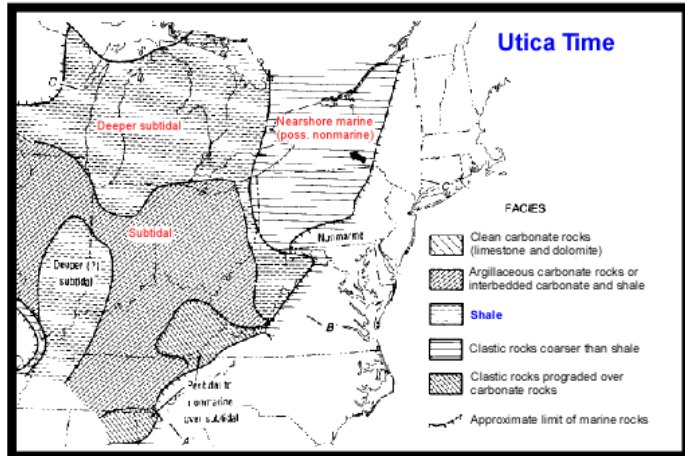 Utica Time
C
Nearshore marine
(poss. nonmarine)
Deeper subtidal
FACIES
Subtidal
Nonmarine
Clean carbonate rocks
(limestone and dolomite)
Deeper (?)
subtidal
Argillaceous carbonate rocks or
interbedded carbonate and shale
Shale
B
Clastic rocks coarser than shale
Clastic rocks prograded over
carbonate rocks
Peritidal to
nonmarine
over subtidal
Approximate limit of marine rocks
A